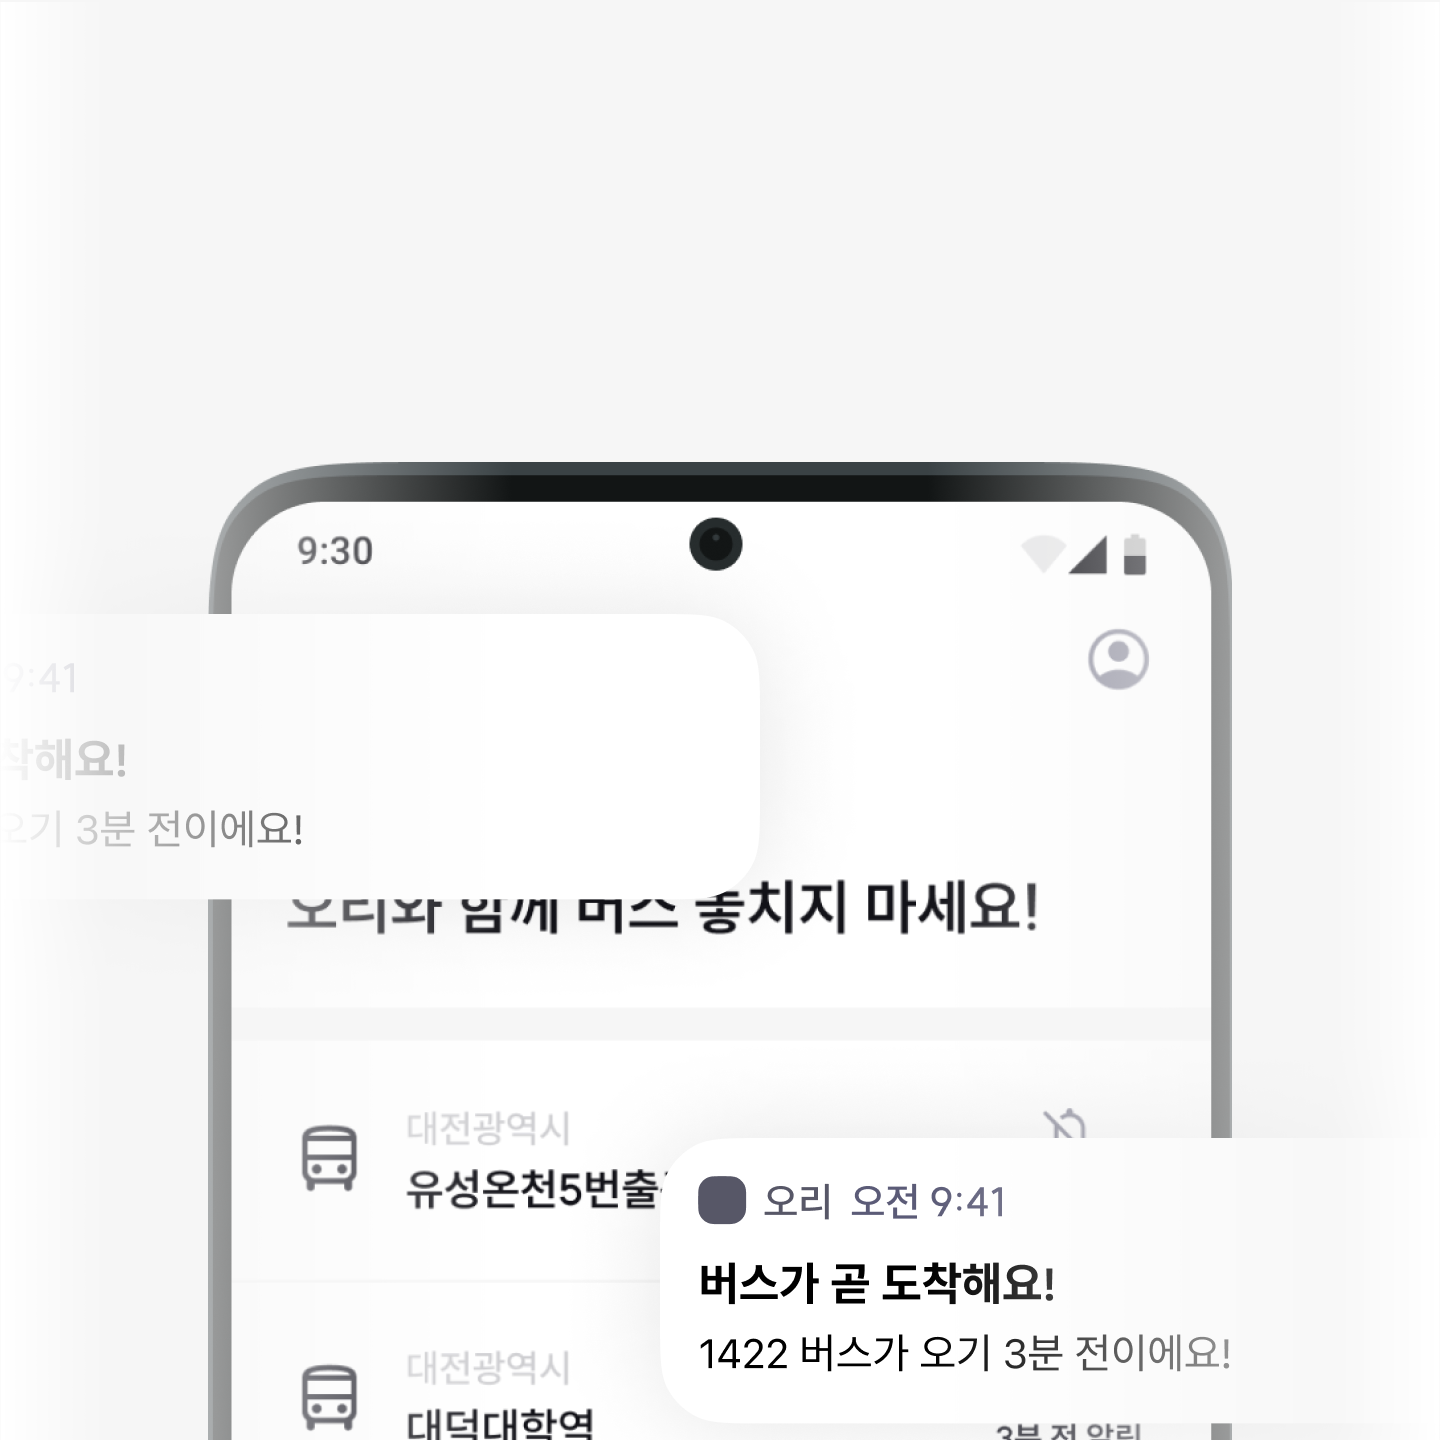 9:30
9:41
착해요!
오기 3분 전이에요!
오리와 함께 버스 놓치지 마세요!
대전광역시
유성온천5번출
오리 오전 9:41
버스가 곧 도착해요!
1422 버스가 오기 3분 전이에요!
대전광역시
대덕대학역
3분 전 알림